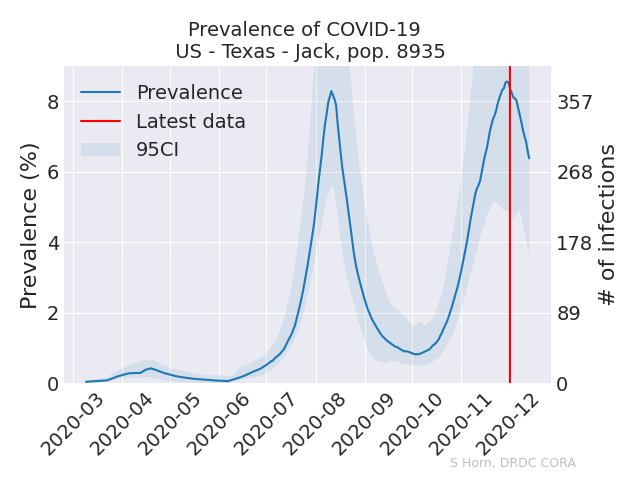 Prevalence of COVID-19
US - Texas - Jack, pop. 8935
Prevalence
Latest data
95CI
Prevalence (%)
8
6
4
2
0
357
268
178
89
0
# of infections
2020-03
2020-04
2020-05
2020-06
2020-07
2020-08
2020-09
2020-10
2020-11
2020-12
S Horn, DRDC CORA